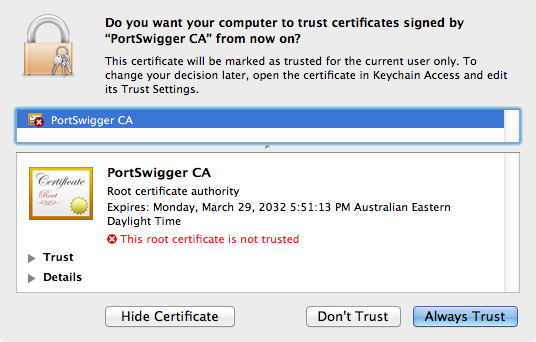 Do you want your computer to trust certificates signed by
“PortSwigger CA” from now on?
This certificate will be marked as trusted for the current user only. To
change your decision later, open the certificate in Keychain Access and edit
its Trust Settings.
PortSwigger CA
Certificate
Root
PortSwigger CA
Root certificate authority
Expires: Monday, March 29, 2032 5:51:13 PM Australian Eastern
Daylight Time
This root certificate is not trusted
Trust
Details
Hide Certificate
Don't Trust
Always Trust